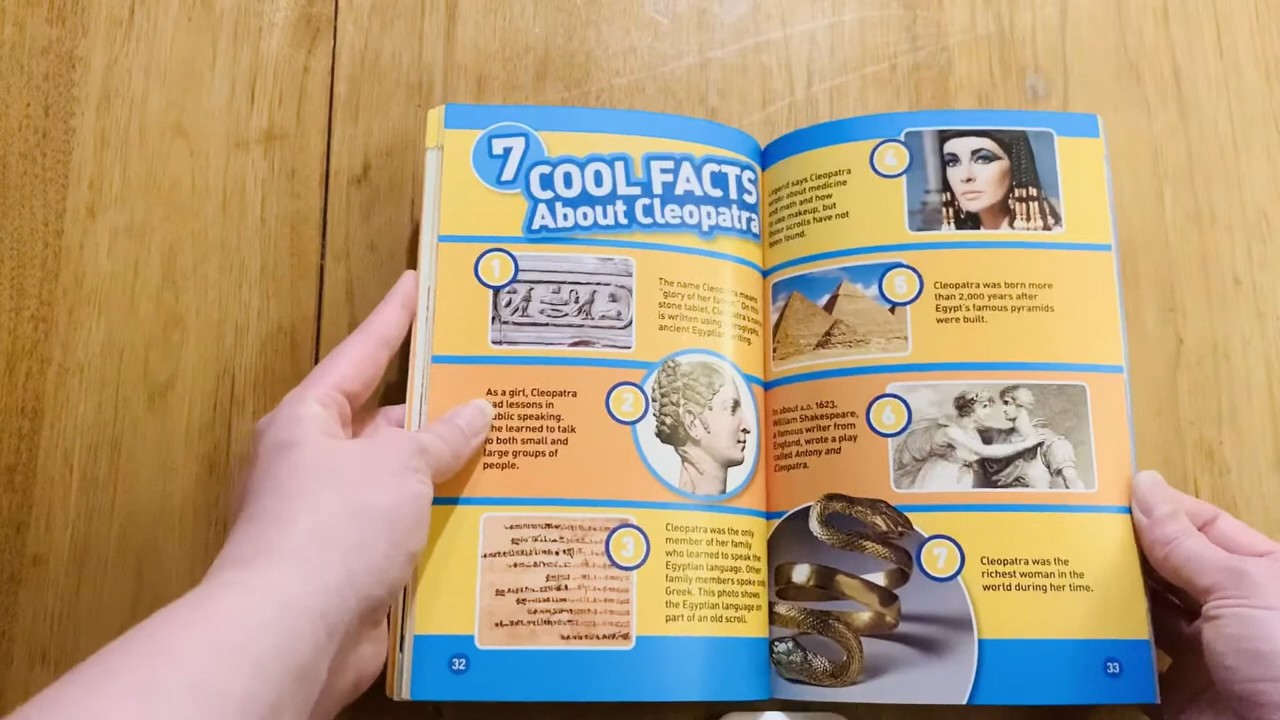 7
COOL FACTS
About Cleopatra
1
The name Cleopatra means
"glory of her father." On this
stone tablet, Cleopatra's name
is written using hieroglyphs,
ancient Egyptian writing.
As a girl, Cleopatra
had lessons in
public speaking.
She learned to talk
to both small and
large groups of
people.
2
3
Cleopatra was the only
member of her family
who learned to speak the
Egyptian language. Other
family members spoke only
Greek. This photo shows
the Egyptian language on
part of an old scroll.
32
Legend says Cleopatra
wrote about medicine
and math and how
to use makeup, but
those scrolls have not
been found.
4
5
Cleopatra was born more
than 2,000 years after
Egypt's famous pyramids
were built.
In about A.D. 1623,
William Shakespeare,
a famous writer from
England, wrote a play
called Antony and
Cleopatra.
6
7
Cleopatra was the
richest woman in the
world during her time.
33